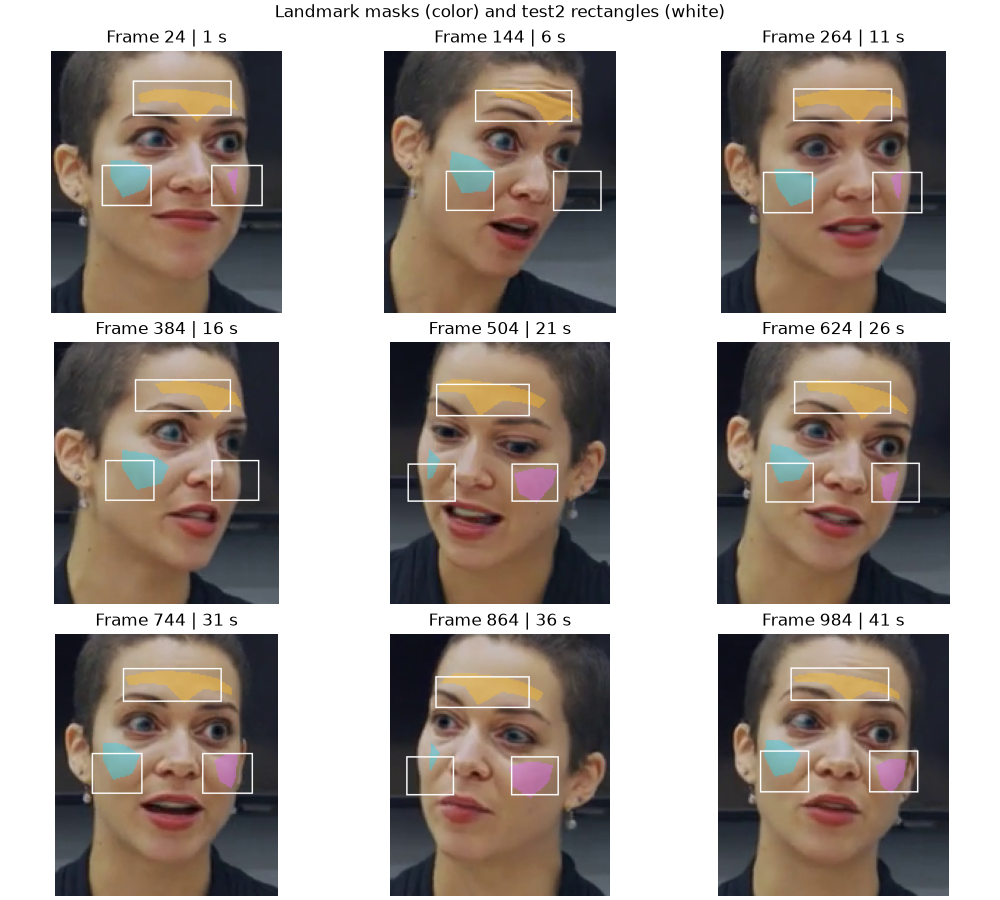 Landmark masks (color) and test2 rectangles (white)
Frame 24 | 1 s
Frame 144 | 6 s
Frame 264 | 11 s
Frame 384 | 16 s
Frame 504 | 21 s
Frame 624 | 26 s
Frame 744 | 31 s
Frame 864 | 36 s
Frame 984 | 41 s